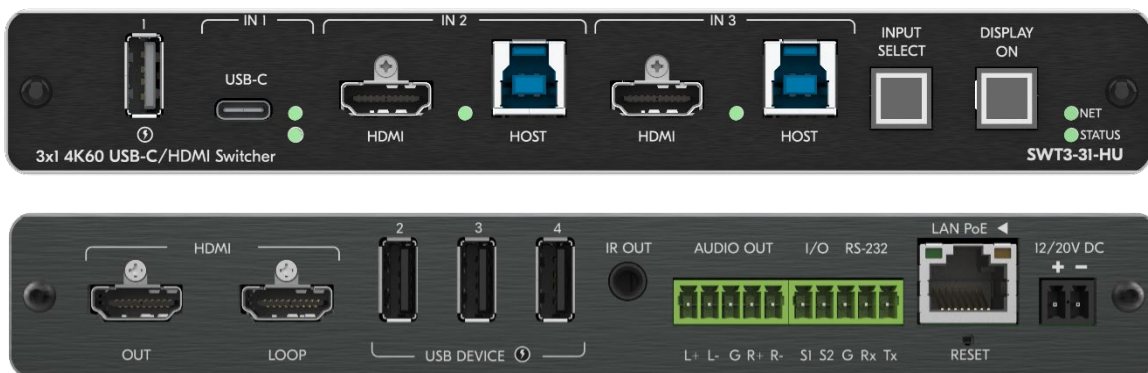 1
IN 1
IN 2
IN 3
INPUT
SELECT
DISPLAY
ON
USB-C
HDMI
HOST
HDMI
HOST
NET
STATUS
3x1 4K60 USB-C/HDMI Switcher
SWT3-31-HU
HDMI
2
3
4
IR OUT
AUDIO OUT
I/O
RS-232
LAN PoE ◄
12/20V DC
+ −
OUT
LOOP
USB DEVICE
L+ L- G R+ R-
S1 S2 G Rx Tx
RESET